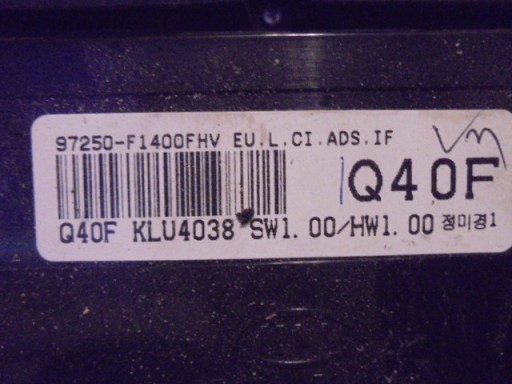 97250-F1400FHV EU.L.CI.ADS.IF
Q40F
Q40F KLU4038 SW1.00/HW1.00 정미경1